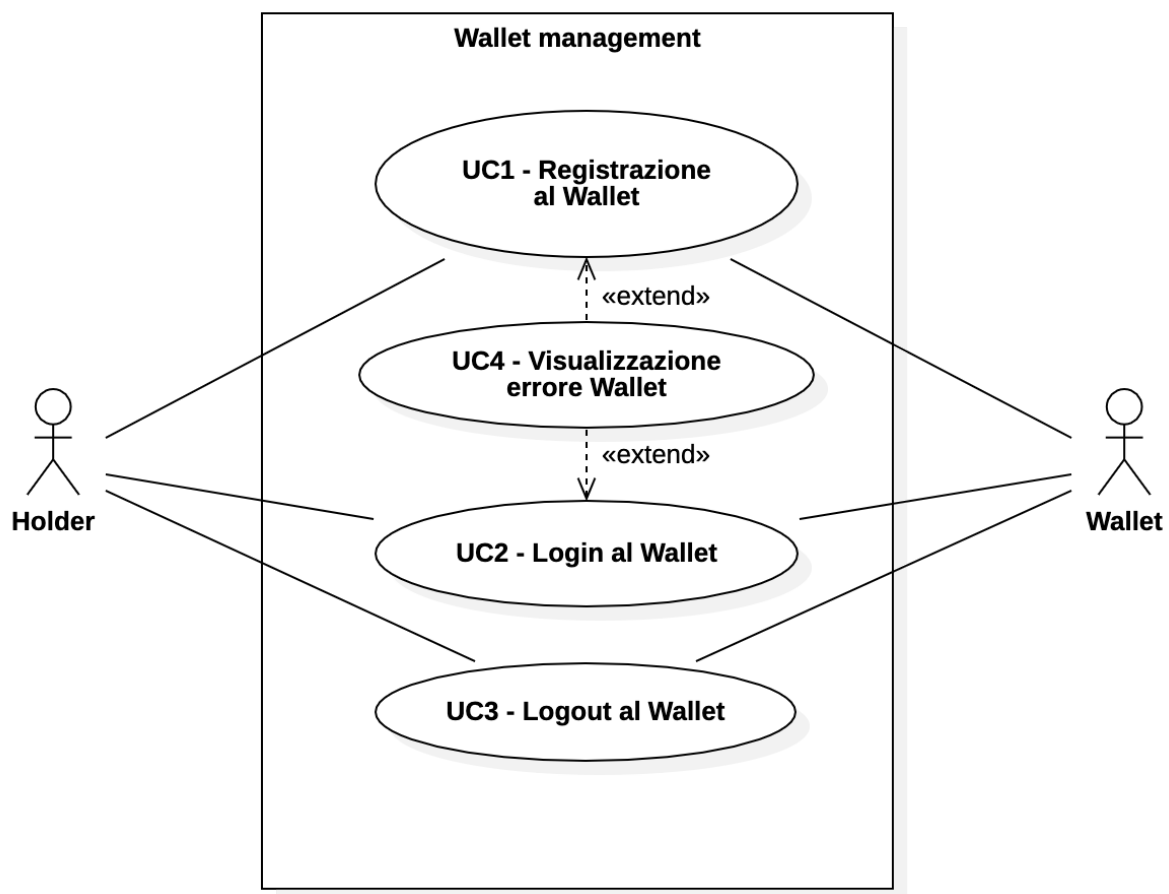 Wallet management
UC1 - Registrazione
al Wallet
«extend»
UC4 - Visualizzazione
errore Wallet
«extend»
Holder
Wallet
UC2 - Login al Wallet
UC3 - Logout al Wallet